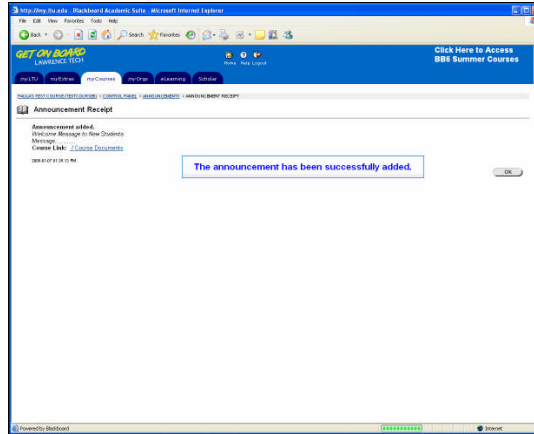 http://my.ltu.edu - Blackboard Academic Suite - Microsoft Internet Explorer
File Edit View Favorites Tools Help
Back Search Favorites
GET ON BOARD
LAWRENCE TECH
Home Help Logout
Click Here to Access
BB6 Summer Courses
myLTU myExtras myCourses myOrgs eLearning Scholar
CONTROL PANEL > ANNOUNCEMENTS > ANNOUNCEMENT RECEIPT
Announcement Receipt
Announcement added.
Welcome Message to New Students
Message
Course Link: / Course Documents
The announcement has been successfully added.
OK
Powered by Blackboard
Internet